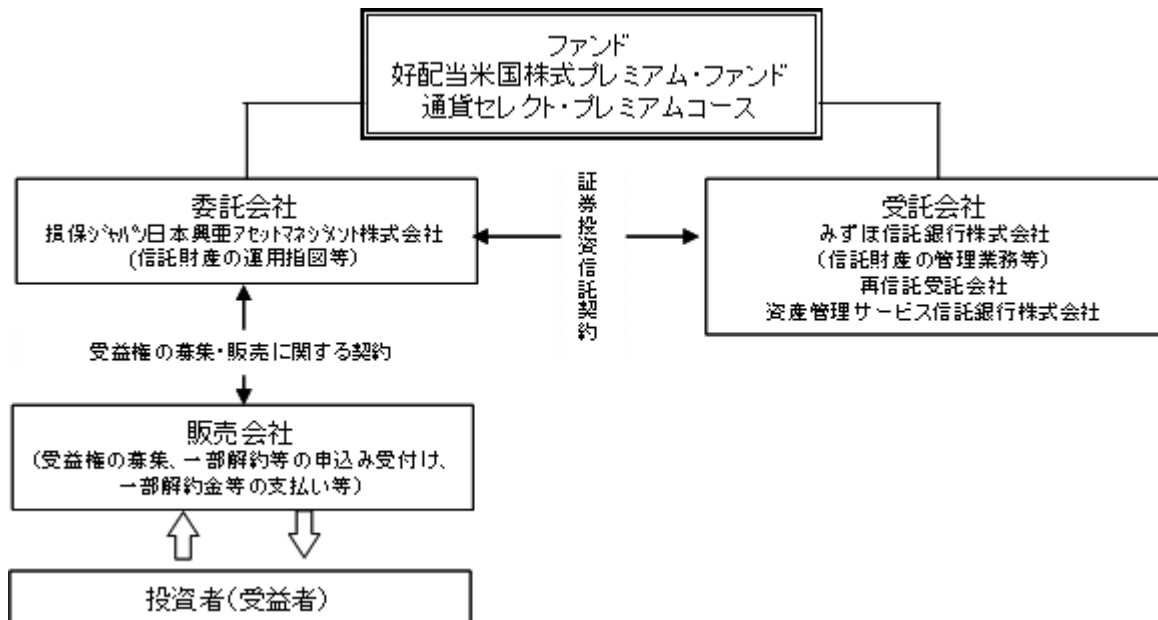 ファンド
好配当米国株式プレミアム・ファンド
通貨セレクト・プレミアムコース
委託会社
損保ｼﾞｬﾊﾟﾝ日本興亜ｱｾｯﾄﾏﾈｼﾞﾒﾝﾄ株式会社
(信託財産の運用指図等)
証券投資信託契約
受託会社
みずほ信託銀行株式会社
(信託財産の管理業務等)
再信託受託会社
資産管理サービス信託銀行株式会社
受益権の募集・販売に関する契約
販売会社
(受益権の募集、一部解約等の申込み受付け、
一部解約金等の支払い等)
投資者(受益者)